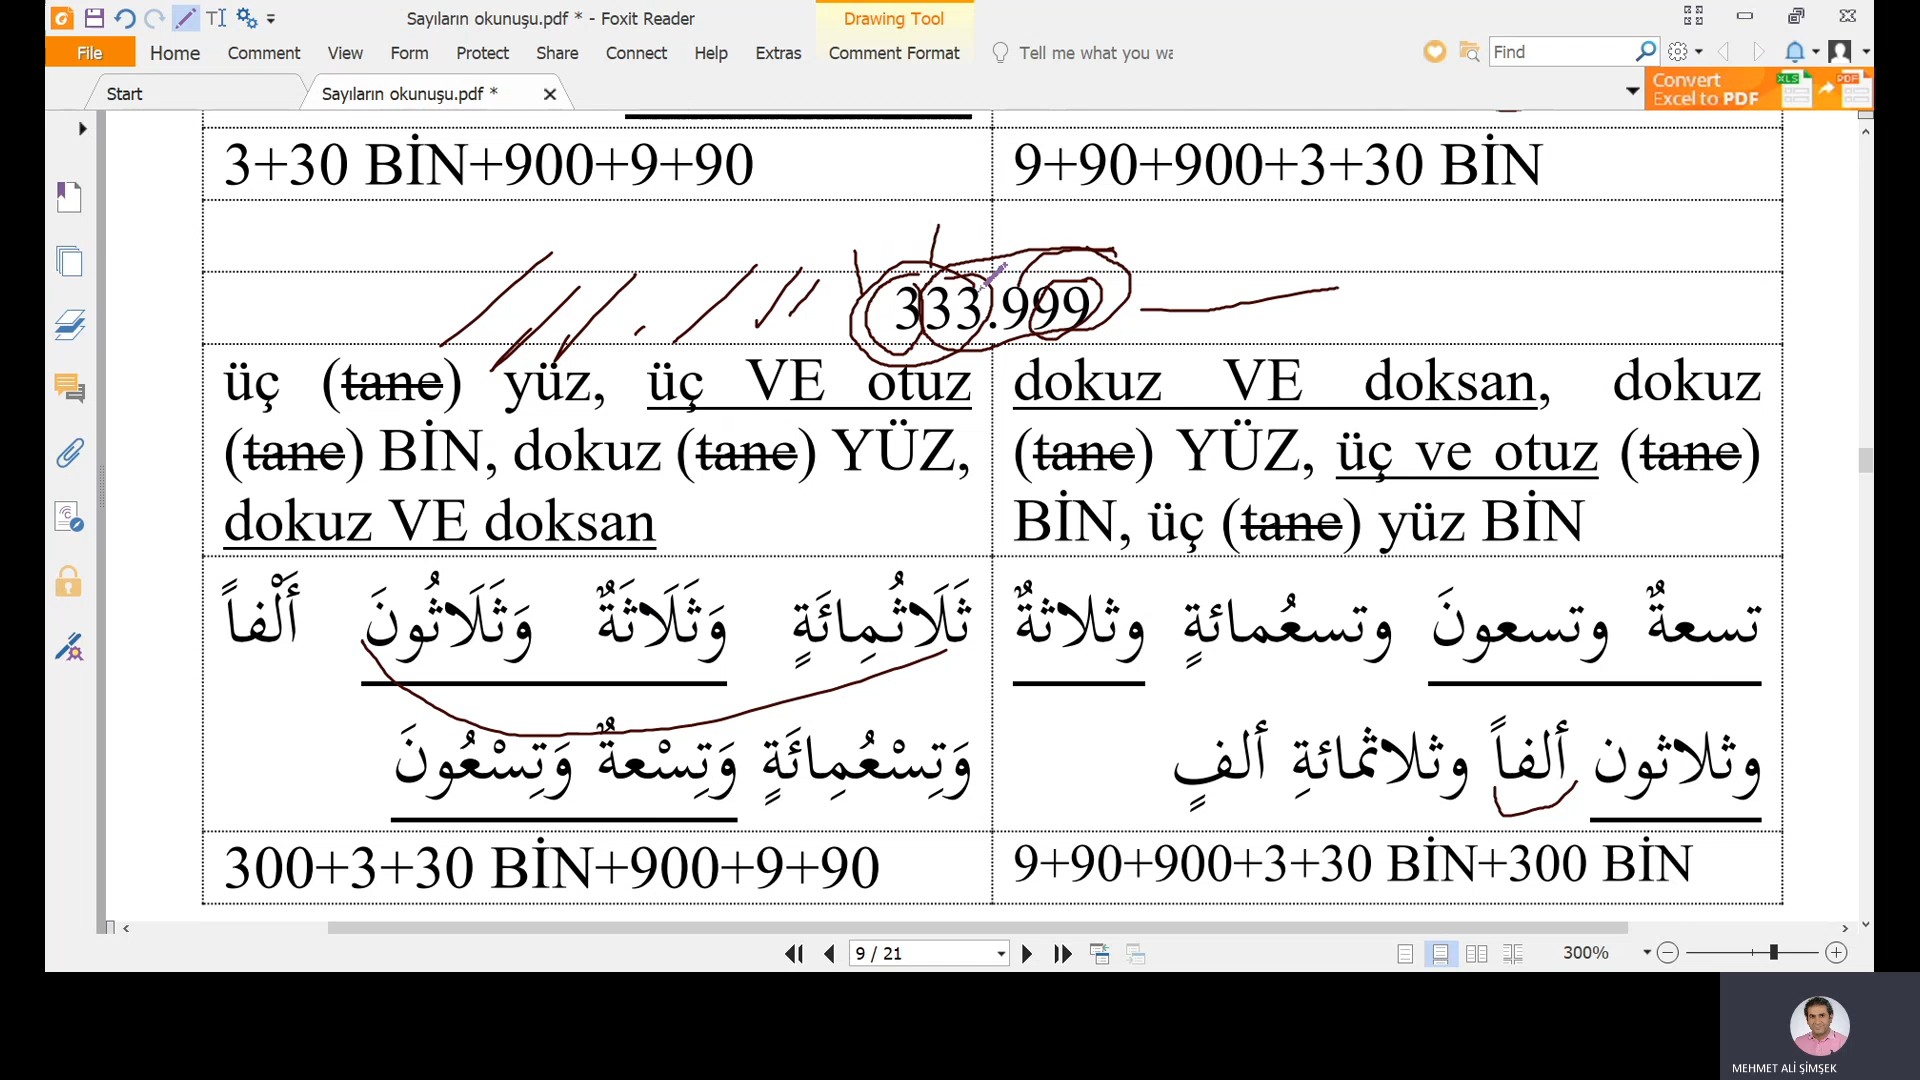 Sayıların okunuşu.pdf * - Foxit Reader
Drawing Tool
File Home Comment View Form Protect Share Connect Help Extras Comment Format Tell me what you wa Find
Start Sayıların okunuşu.pdf *
Convert
Excel to PDF
XLS PDF
3+30 BİN+900+9+90
9+90+900+3+30 BİN
333.999
üç (tane) yüz, üç VE otuz
(tane) BİN, dokuz (tane) YÜZ,
dokuz VE doksan
dokuz VE doksan, dokuz
(tane) YÜZ, üç ve otuz (tane)
BİN, üç (tane) yüz BİN
ثَلَاثُـمِائَةٍ وَثَلَاثَةٌ وَثَلَاثُونَ أَلْفاً
وَتِسْعُمِائَةٍ وَتِسْعةٌ وَتِسْعُونَ
تسعةٌ وتسعونَ وتسعُمائةٍ وثلاثةٌ
وثلاثون ألفاً وثلاثمائةِ ألفٍ
300+3+30 BİN+900+9+90
9+90+900+3+30 BİN+300 BİN
9 / 21
300%
MEHMET ALİ ŞİMŞEK